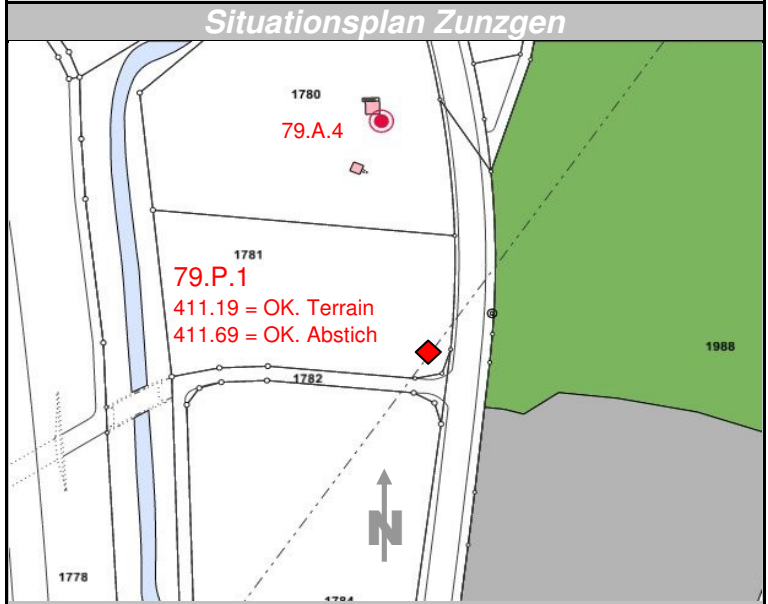 Situationsplan Zunzgen
1780
79.A.4
1781
79.P.1
411.19 = OK. Terrain
411.69 = OK. Abstich
1988
1782
N
1778
1784